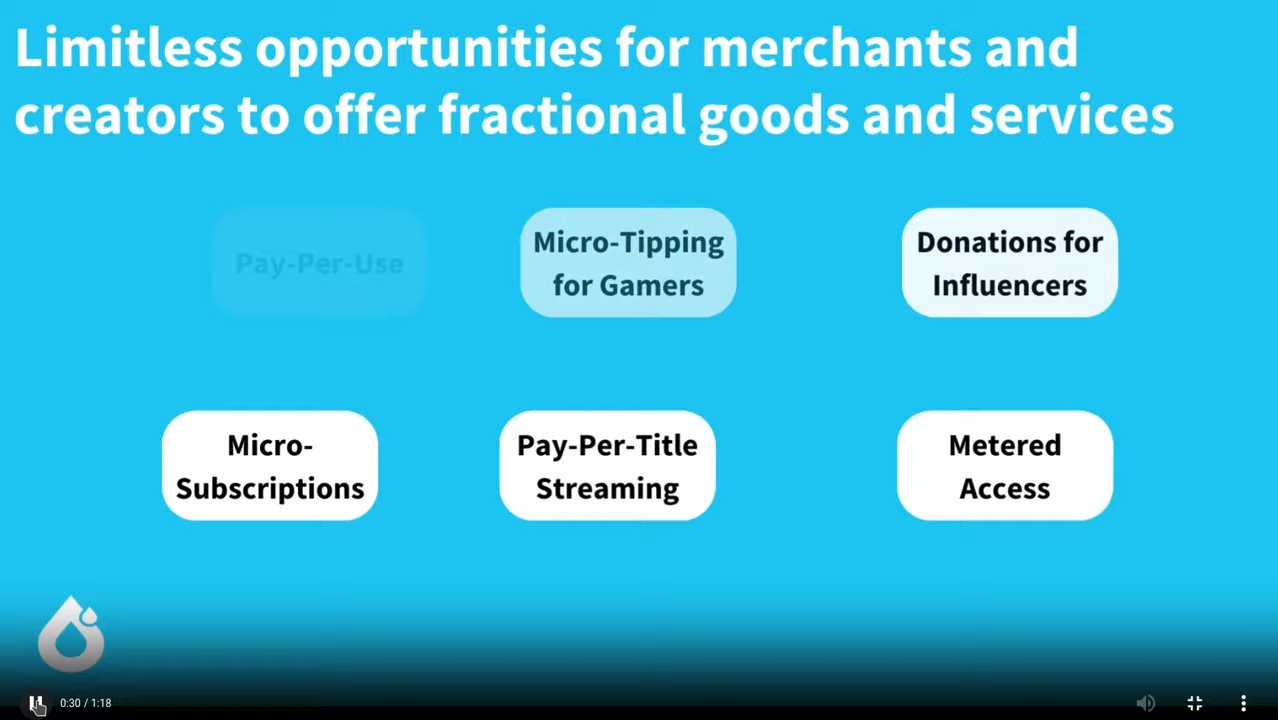 Limitless opportunities for merchants and
creators to offer fractional goods and services
Pay-Per-Use
Micro-Tipping
for Gamers
Donations for
Influencers
Micro-
Subscriptions
Pay-Per-Title
Streaming
Metered
Access
0:30 / 1:18